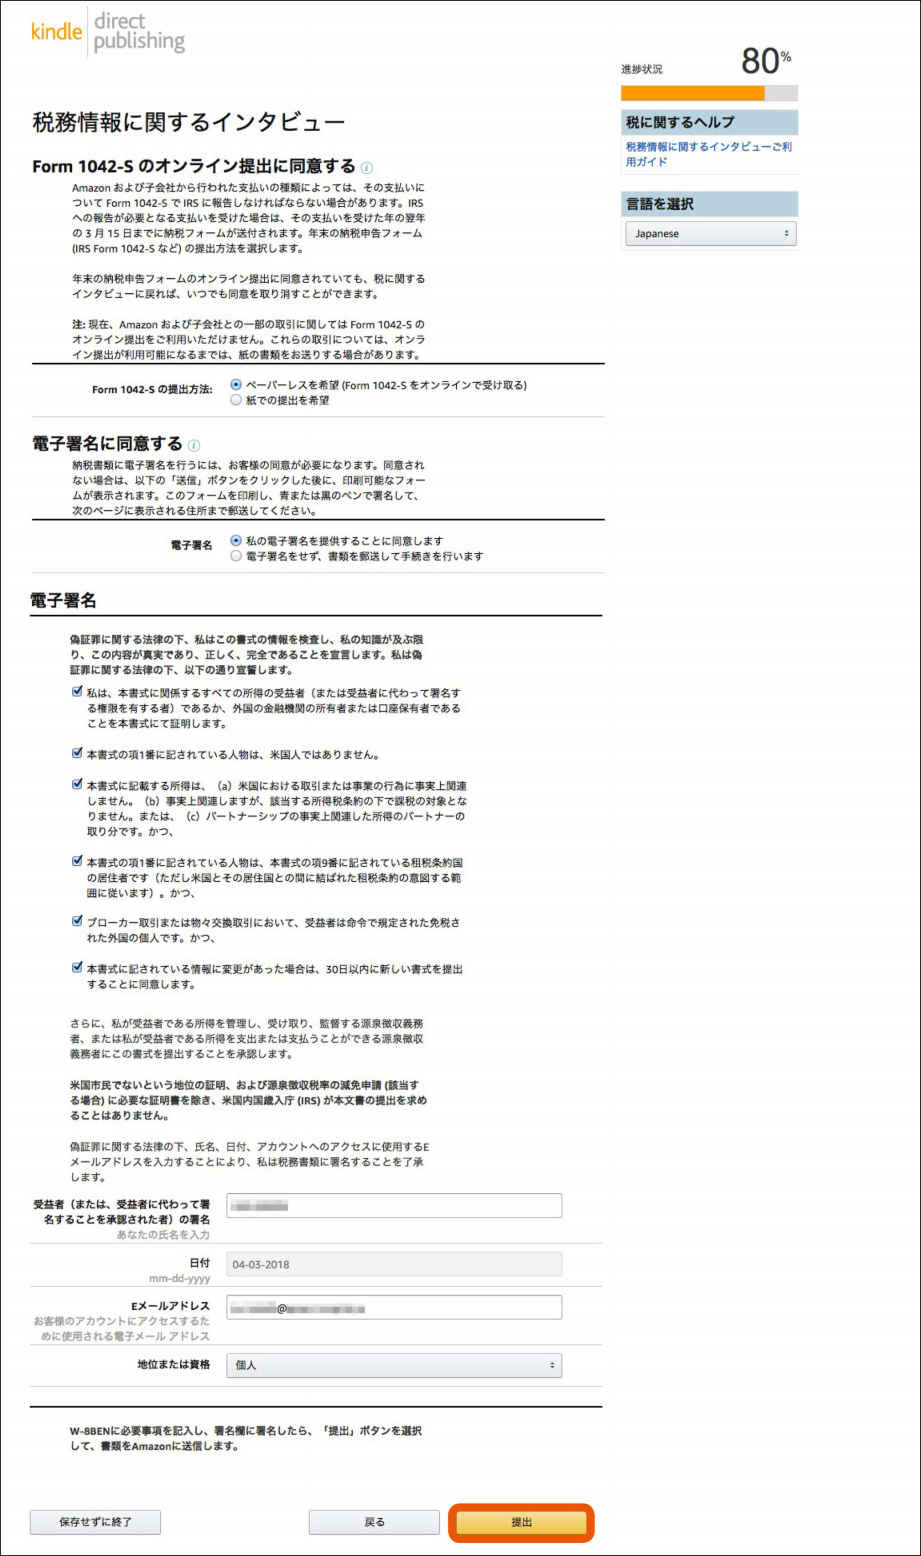 kindle direct publishing
進捗状況 80%
税務情報に関するインタビュー
税に関するヘルプ
税務情報に関するインタビューご利
用ガイド
言語を選択
Japanese
Form 1042-S のオンライン提出に同意する
Amazon および子会社から行われた支払いの種類によっては、その支払いに
ついて Form 1042-S で IRS に報告しなければならない場合があります。IRS
への報告が必要となる支払いを受けた場合は、その支払いを受けた年の翌年
の 3 月 15 日までに納税フォームが送付されます。年末の納税申告フォーム
(IRS Form 1042-S など) の提出方法を選択します。
年末の納税申告フォームのオンライン提出に同意されていても、税に関する
インタビューに戻れば、いつでも同意を取り消すことができます。
注: 現在、Amazon および子会社との一部の取引に関しては Form 1042-S の
オンライン提出をご利用いただけません。これらの取引については、オンラ
イン提出が利用可能になるまでは、紙の書類をお送りする場合があります。
Form 1042-S の提出方法:
ペーパーレスを希望 (Form 1042-S をオンラインで受け取る)
紙での提出を希望
電子署名に同意する
納税書類に電子署名を行うには、お客様の同意が必要になります。同意され
ない場合は、以下の「送信」ボタンをクリックした後に、印刷可能なフォー
ムが表示されます。このフォームを印刷し、青または黒のペンで署名して、
次のページに表示される住所まで郵送してください。
電子署名
私の電子署名を提供することに同意します
電子署名をせず、書類を郵送して手続きを行います
電子署名
偽証罪に関する法律の下、私はこの書式の情報を検査し、私の知識が及ぶ限
り、この内容が真実であり、正しく、完全であることを宣言します。私は偽
証罪に関する法律の下、以下の通り宣誓します。
私は、本書式に関係するすべての所得の受益者（または受益者に代わって署名す
る権限を有する者）であるか、外国の金融機関の所有者または口座保有者である
ことを本書式にて証明します。
本書式の項1番に記されている人物は、米国人ではありません。
本書式に記載する所得は、（a）米国における取引または事業の行為に事実上関連
しません。（b）事実上関連しますが、該当する所得税条約の下で課税の対象とな
りません。または、（c）パートナーシップの事実上関連した所得のパートナーの
取り分です。かつ、
本書式の項1番に記されている人物は、本書式の項9番に記されている租税条約国
の居住者です（ただし米国とその居住国との間に結ばれた租税条約の意図する範
囲に従います）。かつ、
ブローカー取引または物々交換取引において、受益者は命令で規定された免税さ
れた外国の個人です。かつ、
本書式に記されている情報に変更があった場合は、30日以内に新しい書式を提出
することに同意します。
さらに、私が受益者である所得を管理し、受け取り、監督する源泉徴収義務
者、または私が受益者である所得を支出または支払うことができる源泉徴収
義務者にこの書式を提出することを承認します。
米国市民でないという地位の証明、および源泉徴収税率の減免申請 (該当す
る場合) に必要な証明書を除き、米国内国歳入庁 (IRS) が本文書の提出を求め
ることはありません。
偽証罪に関する法律の下、氏名、日付、アカウントへのアクセスに使用するE
メールアドレスを入力することにより、私は税務書類に署名することを了承
します。
受益者（または、受益者に代わって署
名することを承認された者）の署名
あなたの氏名を入力
日付 04-03-2018
mm-dd-yyyy
Eメールアドレス @
お客様のアカウントにアクセスするた
めに使用される電子メール アドレス
地位または資格 個人
W-8BENに必要事項を記入し、署名欄に署名したら、「提出」ボタンを選択
して、書類をAmazonに送信します。
保存せずに終了 戻る 提出